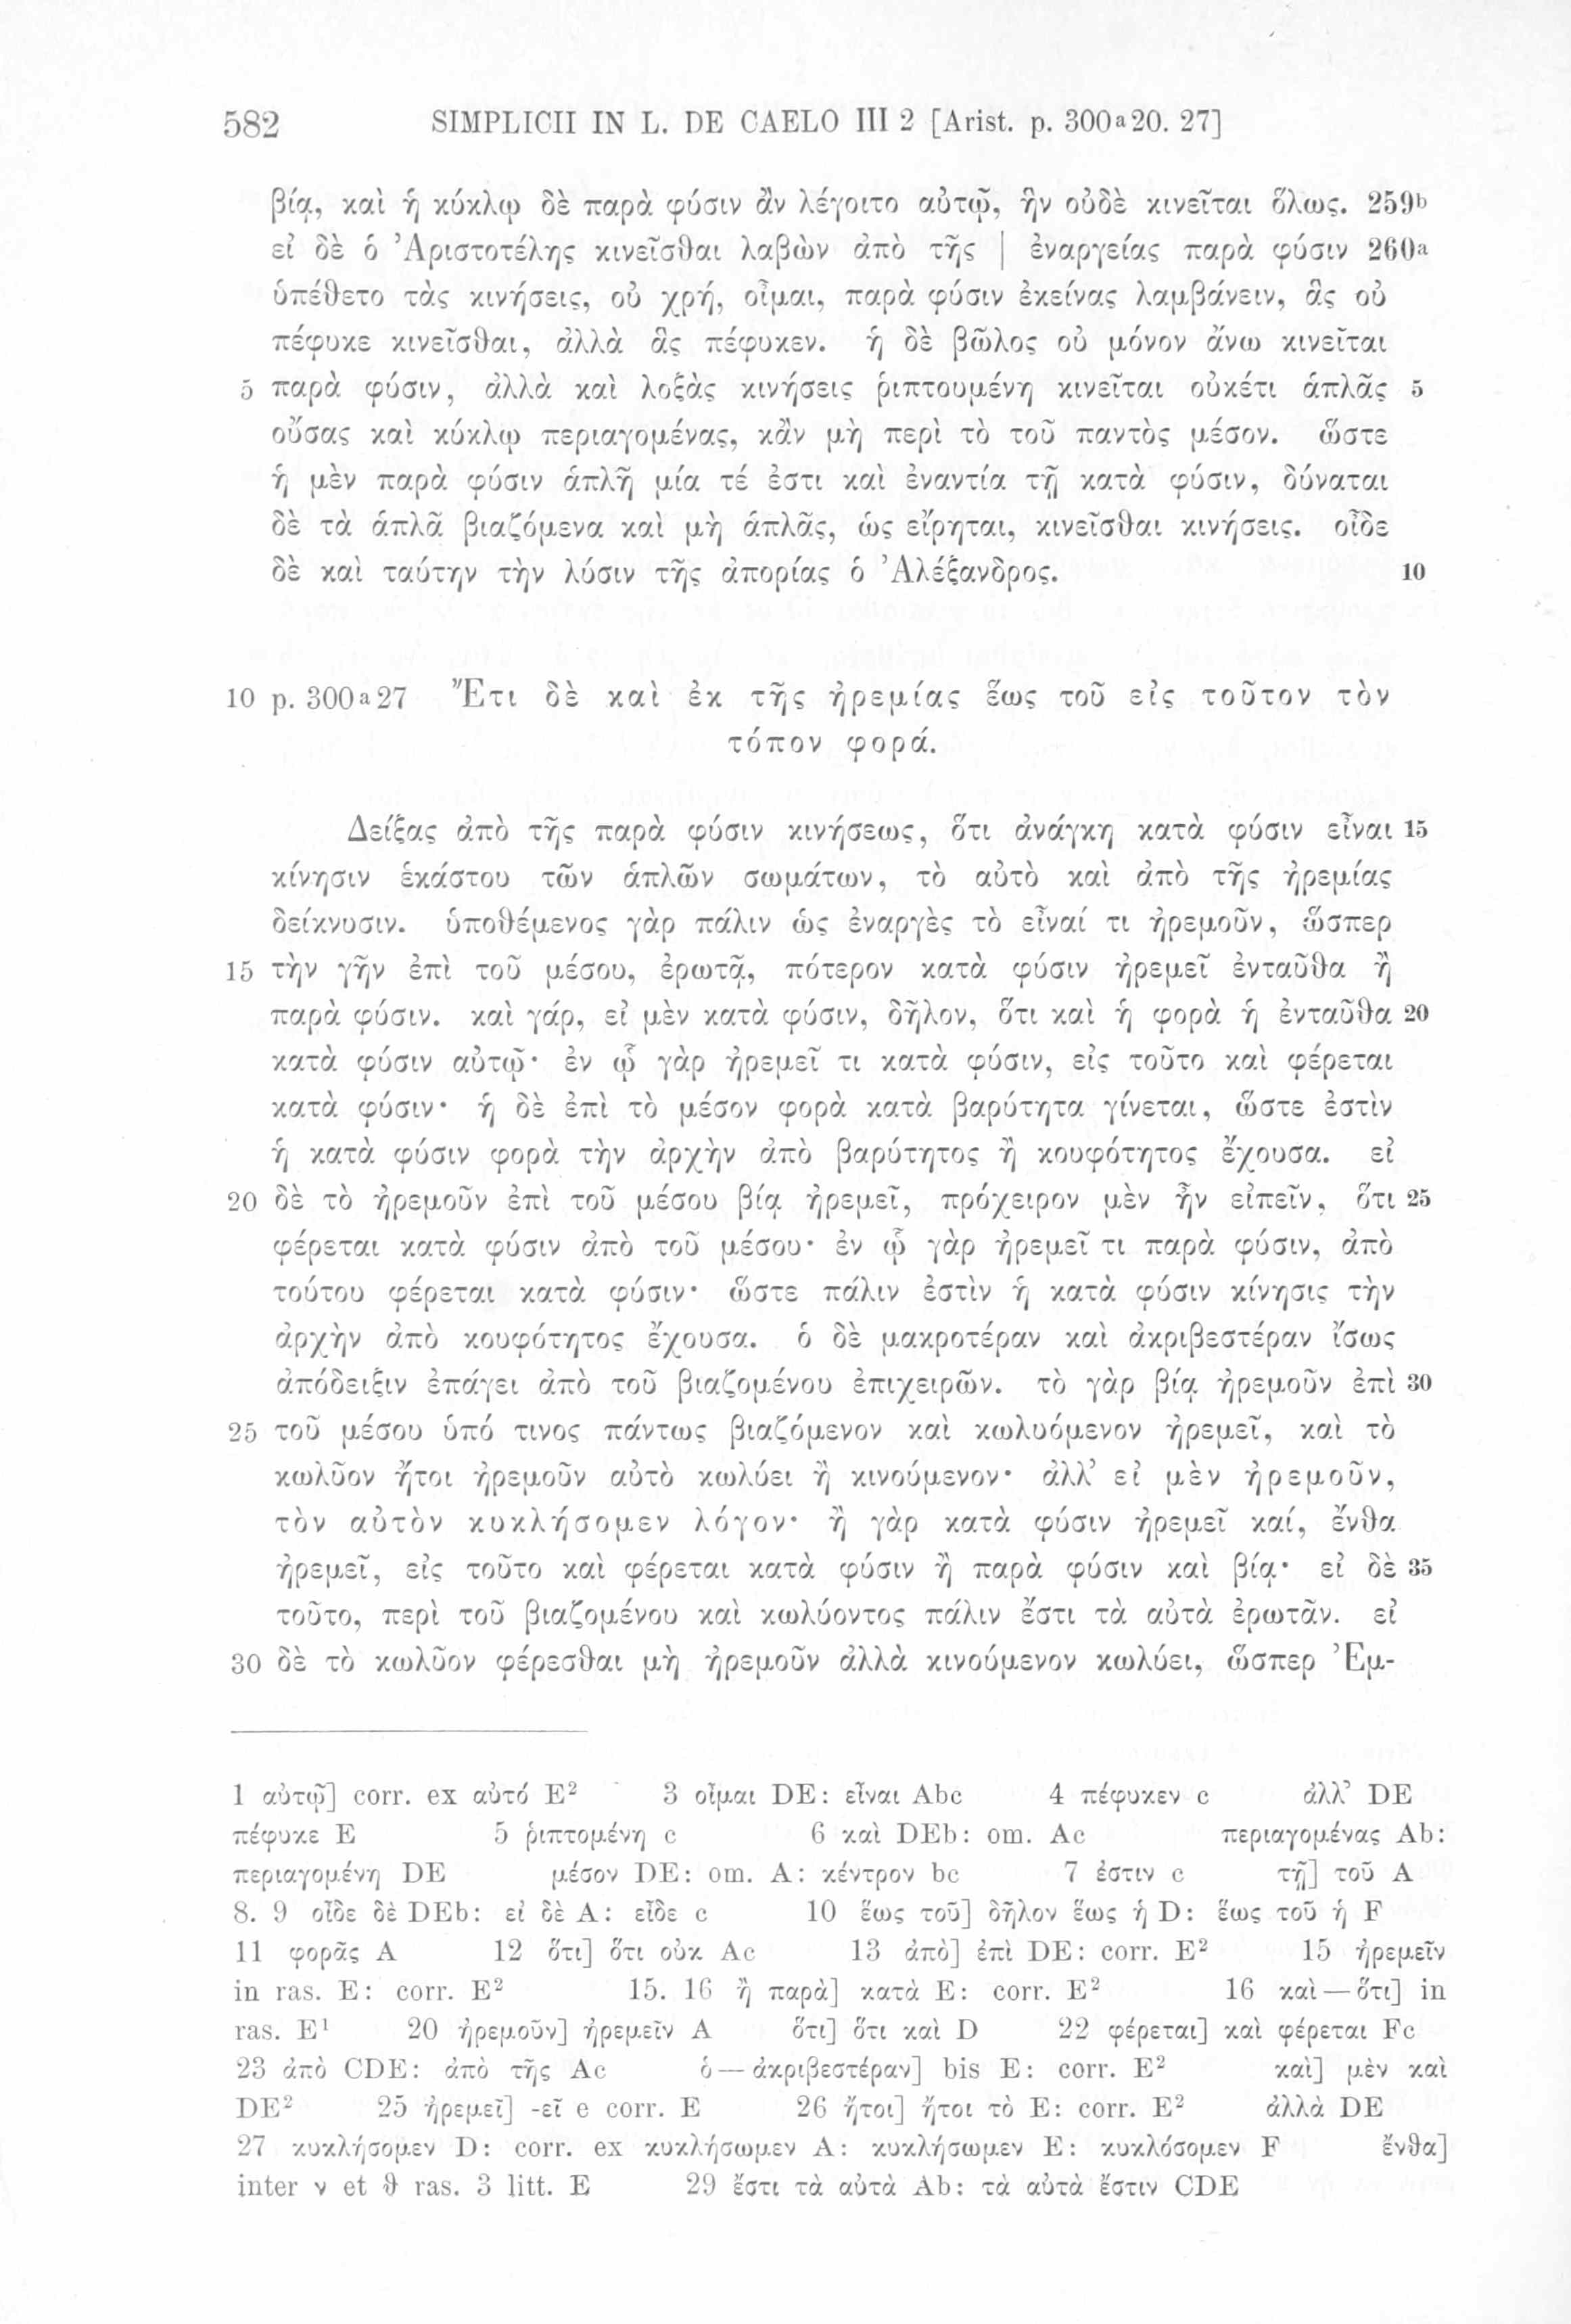 582 SIMPLICII IN L. DE CAELO III 2 [Arist. p. 300a20. 27]
βίᾳ, καὶ ἡ κύκλῳ δὲ παρὰ φύσιν ἂν λέγοιτο αὐτῷ, ἣν οὐδὲ κινεῖται ὅλως. 259b
εἰ δὲ ὁ Ἀριστοτέλης κινεῖσθαι λαβὼν ἀπὸ τῆς | ἐναργείας παρὰ φύσιν 260a
ὑπέθετο τὰς κινήσεις, οὐ χρή, οἶμαι, παρὰ φύσιν ἐκείνας λαμβάνειν, ἃς οὐ
πέφυκε κινεῖσθαι, ἀλλὰ ἃς πέφυκεν. ἡ δὲ βῶλος οὐ μόνον ἄνω κινεῖται
5 παρὰ φύσιν, ἀλλὰ καὶ λοξὰς κινήσεις ῥιπτουμένη κινεῖται οὐκέτι ἁπλᾶς 5
οὔσας καὶ κύκλῳ περιαγομένας, κἂν μὴ περὶ τὸ τοῦ παντὸς μέσον. ὥστε
ἡ μὲν παρὰ φύσιν ἁπλῆ μία τέ ἐστι καὶ ἐναντία τῇ κατὰ φύσιν, δύναται
δὲ τὰ ἁπλᾶ βιαζόμενα καὶ μὴ ἁπλᾶς, ὡς εἴρηται, κινεῖσθαι κινήσεις. οἶδε
δὲ καὶ ταύτην τὴν λύσιν τῆς ἀπορίας ὁ Ἀλέξανδρος. 10
10 p. 300a27 Ἔτι δὲ καὶ ἐκ τῆς ἠρεμίας ἕως τοῦ εἰς τοῦτον τὸν
τόπον φορά.
Δείξας ἀπὸ τῆς παρὰ φύσιν κινήσεως, ὅτι ἀνάγκη κατὰ φύσιν εἶναι 15
κίνησιν ἑκάστου τῶν ἁπλῶν σωμάτων, τὸ αὐτὸ καὶ ἀπὸ τῆς ἠρεμίας
δείκνυσιν. ὑποθέμενος γὰρ πάλιν ὡς ἐναργὲς τὸ εἶναί τι ἠρεμοῦν, ὥσπερ
15 τὴν γῆν ἐπὶ τοῦ μέσου, ἐρωτᾷ, πότερον κατὰ φύσιν ἠρεμεῖ ἐνταῦθα ἢ
παρὰ φύσιν. καὶ γάρ, εἰ μὲν κατὰ φύσιν, δῆλον, ὅτι καὶ ἡ φορὰ ἡ ἐνταῦθα 20
κατὰ φύσιν αὐτῷ· ἐν ᾧ γὰρ ἠρεμεῖ τι κατὰ φύσιν, εἰς τοῦτο καὶ φέρεται
κατὰ φύσιν· ἡ δὲ ἐπὶ τὸ μέσον φορὰ κατὰ βαρύτητα γίνεται, ὥστε ἐστὶν
ἡ κατὰ φύσιν φορὰ τὴν ἀρχὴν ἀπὸ βαρύτητος ἢ κουφότητος ἔχουσα. εἰ
20 δὲ τὸ ἠρεμοῦν ἐπὶ τοῦ μέσου βίᾳ ἠρεμεῖ, πρόχειρον μὲν ἦν εἰπεῖν, ὅτι 25
φέρεται κατὰ φύσιν ἀπὸ τοῦ μέσου· ἐν ᾧ γὰρ ἠρεμεῖ τι παρὰ φύσιν, ἀπὸ
τούτου φέρεται κατὰ φύσιν· ὥστε πάλιν ἐστὶν ἡ κατὰ φύσιν κίνησις τὴν
ἀρχὴν ἀπὸ κουφότητος ἔχουσα. ὁ δὲ μακροτέραν καὶ ἀκριβεστέραν ἴσως
ἀπόδειξιν ἐπάγει ἀπὸ τοῦ βιαζομένου ἐπιχειρῶν. τὸ γὰρ βίᾳ ἠρεμοῦν ἐπὶ 30
25 τοῦ μέσου ὑπό τινος πάντως βιαζόμενον καὶ κωλυόμενον ἠρεμεῖ, καὶ τὸ
κωλῦον ἤτοι ἠρεμοῦν αὐτὸ κωλύει ἢ κινούμενον· ἀλλ’ εἰ μὲν ἠρεμοῦν,
τὸν αὐτὸν κυκλήσομεν λόγον· ἢ γὰρ κατὰ φύσιν ἠρεμεῖ καί, ἔνθα
ἠρεμεῖ, εἰς τοῦτο καὶ φέρεται κατὰ φύσιν ἢ παρὰ φύσιν καὶ βίᾳ· εἰ δὲ 35
τοῦτο, περὶ τοῦ βιαζομένου καὶ κωλύοντος πάλιν ἔστι τὰ αὐτὰ ἐρωτᾶν. εἰ
30 δὲ τὸ κωλῦον φέρεσθαι μὴ ἠρεμοῦν ἀλλὰ κινούμενον κωλύει, ὥσπερ Ἐμ-
1 αὐτῷ] corr. ex αὐτό E² 3 οἶμαι DE: εἶναι Abc 4 πέφυκεν c ἀλλ’ DE
πέφυκε E 5 ῥιπτομένη c 6 καὶ DEb: om. Ac περιαγομένας Ab:
περιαγομένη DE μέσον DE: om. A: κέντρον bc 7 ἐστιν c τῇ] τοῦ A
8. 9 οἶδε δὲ DEb: εἰ δὲ A: εἶδε c 10 ἕως τοῦ] δῆλον ἕως ἡ D: ἕως τοῦ ἡ F
11 φορᾶς A 12 ὅτι] ὅτι οὐκ Ac 13 ἀπὸ] ἐπὶ DE: corr. E² 15 ἠρεμεῖν
in ras. E: corr. E² 15. 16 ἢ παρὰ] κατὰ E: corr. E² 16 καὶ — ὅτι] in
ras. E¹ 20 ἠρεμοῦν] ἠρεμεῖν A ὅτι] ὅτι καὶ D 22 φέρεται] καὶ φέρεται Fc
23 ἀπὸ CDE: ἀπὸ τῆς Ac ὁ — ἀκριβεστέραν] bis E: corr. E² καὶ] μὲν καὶ
DE² 25 ἠρεμεῖ] -εῖ e corr. E 26 ἤτοι] ἤτοι τὸ E: corr. E² ἀλλὰ DE
27 κυκλήσομεν D: corr. ex κυκλήσωμεν A: κυκλήσωμεν E: κυκλόσομεν F ἔνθα]
inter ν et θ ras. 3 litt. E 29 ἔστι τὰ αὐτὰ Ab: τὰ αὐτὰ ἔστιν CDE